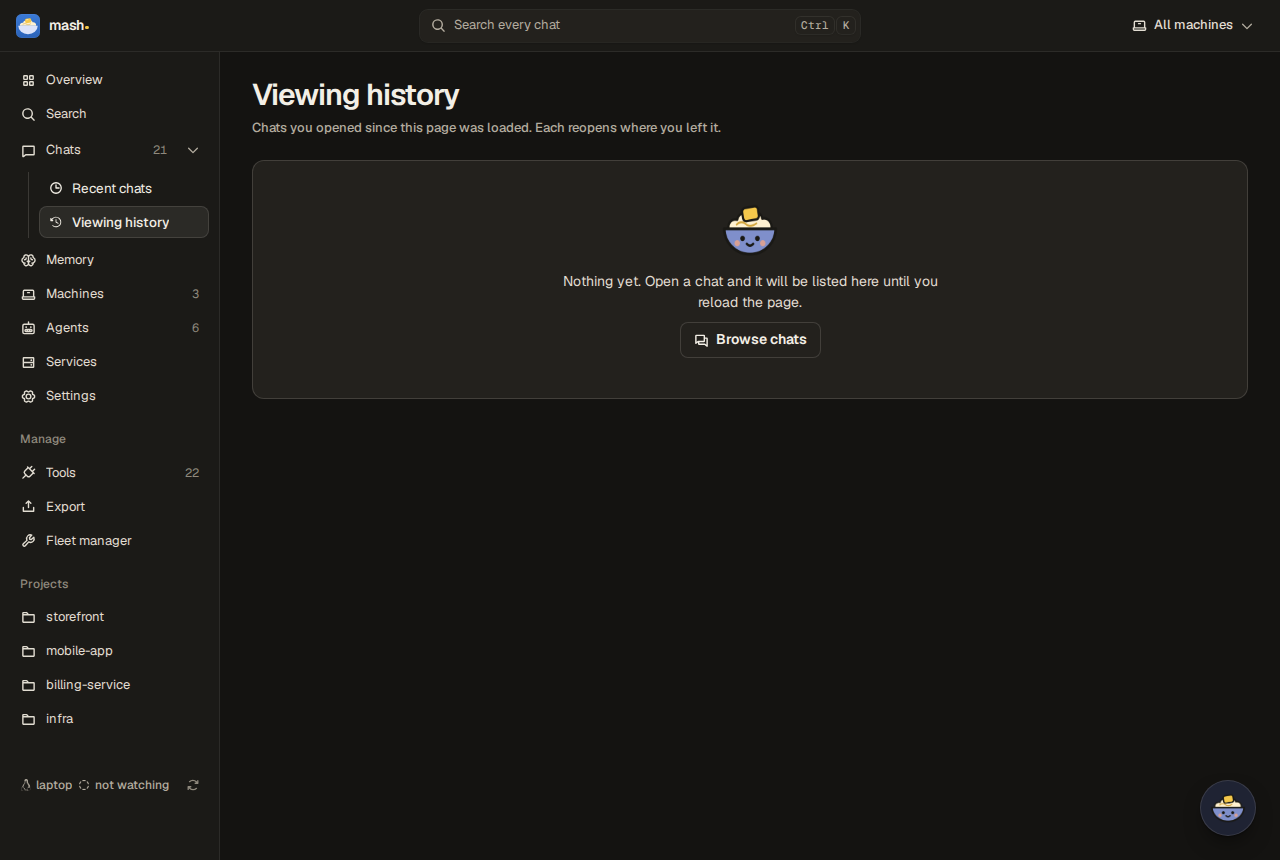 mash.
Search every chat
Ctrl K
All machines
Overview
Search
Chats 21
Recent chats
Viewing history
Memory
Machines 3
Agents 6
Services
Settings
Manage
Tools 22
Export
Fleet manager
Projects
storefront
mobile-app
billing-service
infra
laptop not watching
Viewing history
Chats you opened since this page was loaded. Each reopens where you left it.
Nothing yet. Open a chat and it will be listed here until you
reload the page.
Browse chats